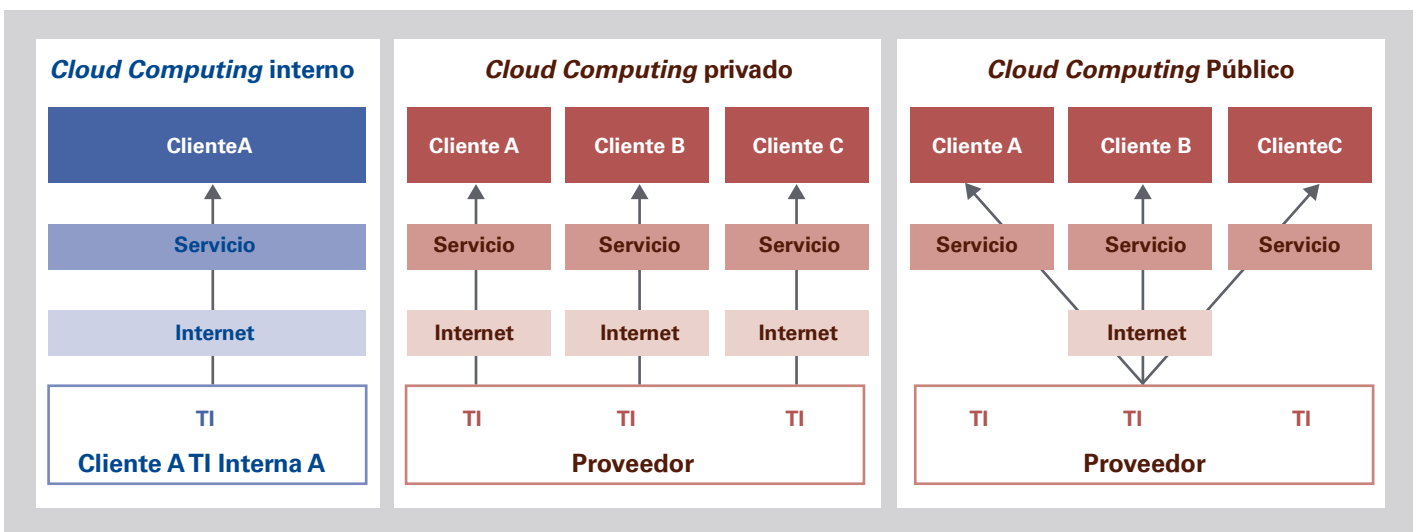 Cloud Computing interno
ClienteA
Servicio
Internet
TI
Cliente A TI Interna A
Cloud Computing privado
Cliente A Cliente B Cliente C
Servicio Servicio Servicio
Internet Internet Internet
TI TI TI
Proveedor
Cloud Computing Público
Cliente A Cliente B ClienteC
Servicio Servicio Servicio
Internet
TI TI TI
Proveedor